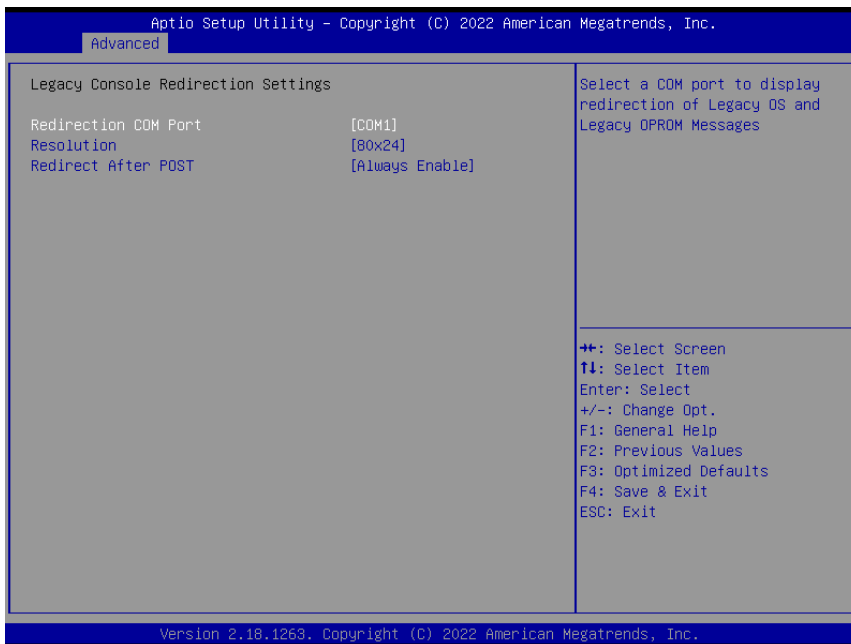 Aptio Setup Utility – Copyright (C) 2022 American Megatrends, Inc.
Advanced
Legacy Console Redirection Settings
Redirection COM Port [COM1]
Resolution [80x24]
Redirect After POST [Always Enable]
Select a COM port to display
redirection of Legacy OS and
Legacy OPROM Messages
→←: Select Screen
↑↓: Select Item
Enter: Select
+/-: Change Opt.
F1: General Help
F2: Previous Values
F3: Optimized Defaults
F4: Save & Exit
ESC: Exit
Version 2.18.1263. Copyright (C) 2022 American Megatrends, Inc.